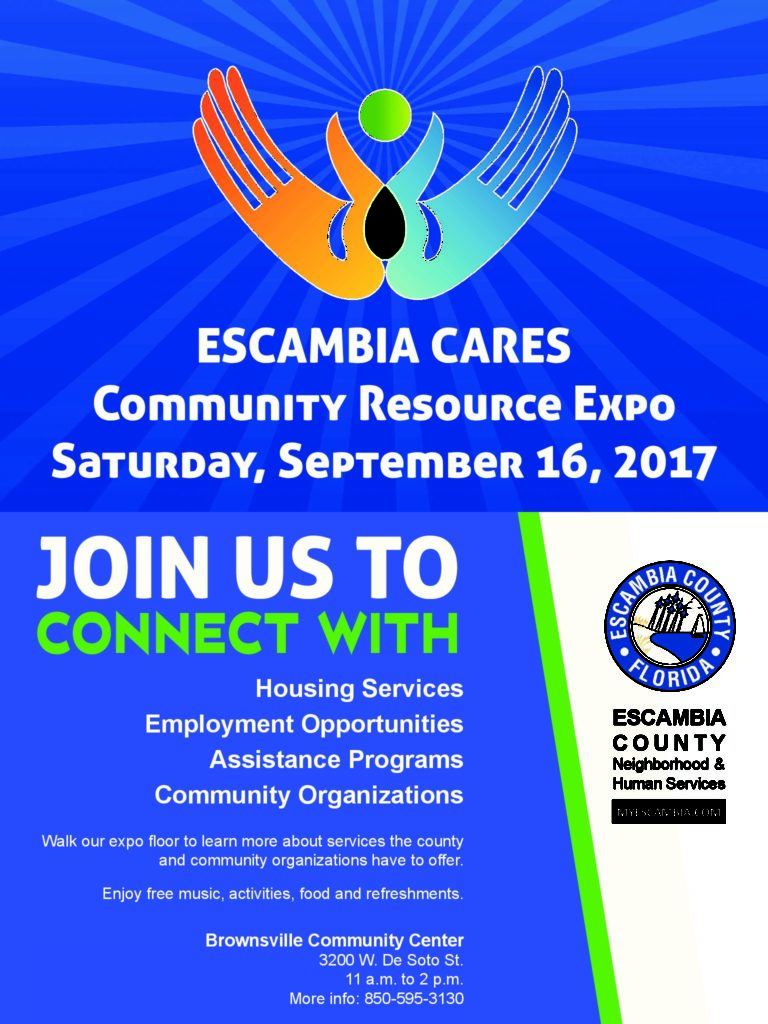 ESCAMBIA CARES
Community Resource Expo
Saturday, September 16, 2017
JOIN US TO
CONNECT WITH
Housing Services
Employment Opportunities
Assistance Programs
Community Organizations
Walk our expo floor to learn more about services the county
and community organizations have to offer.
Enjoy free music, activities, food and refreshments.
Brownsville Community Center
3200 W. De Soto St.
11 a.m. to 2 p.m.
More info: 850-595-3130
ESCAMBIA COUNTY
FLORIDA
ESCAMBIA
COUNTY
Neighborhood &
Human Services
MYESCAMBIA.COM